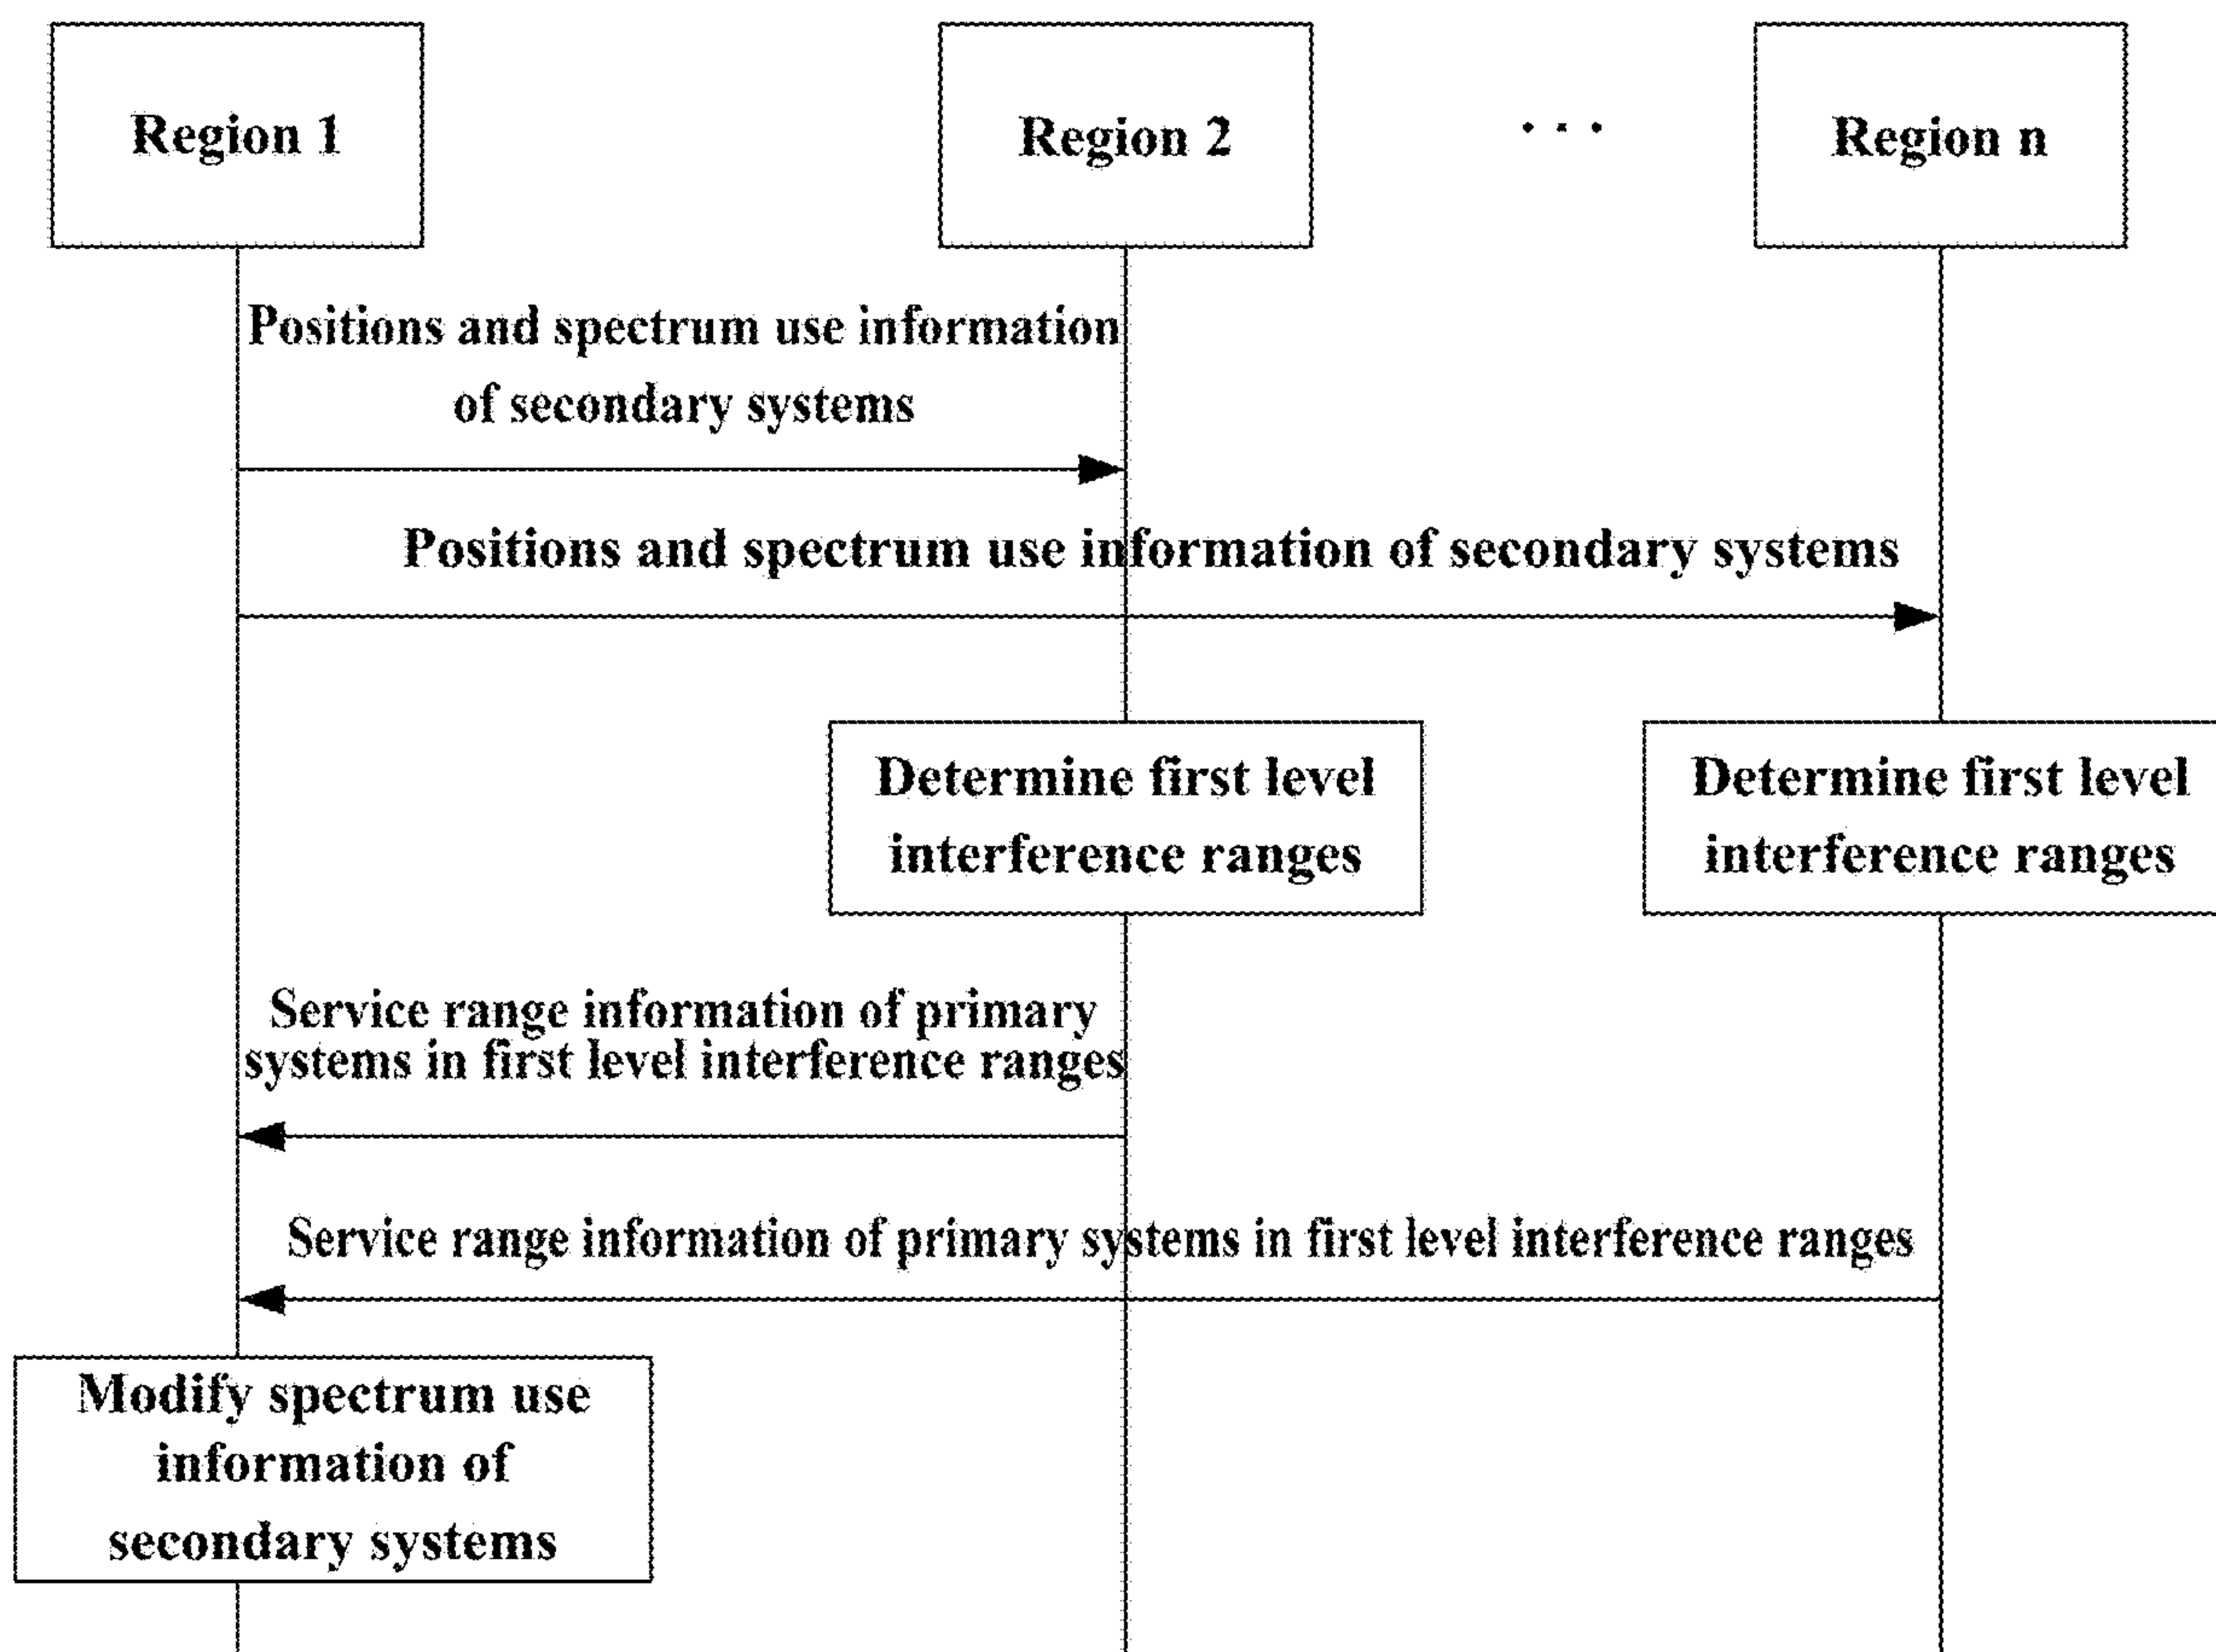 Region 1
Region 2
. . .
Region n
Positions and spectrum use information
of secondary systems
Positions and spectrum use information of secondary systems
Determine first level
interference ranges
Determine first level
interference ranges
Service range information of primary
systems in first level interference ranges
Service range information of primary systems in first level interference ranges
Modify spectrum use
information of
secondary systems